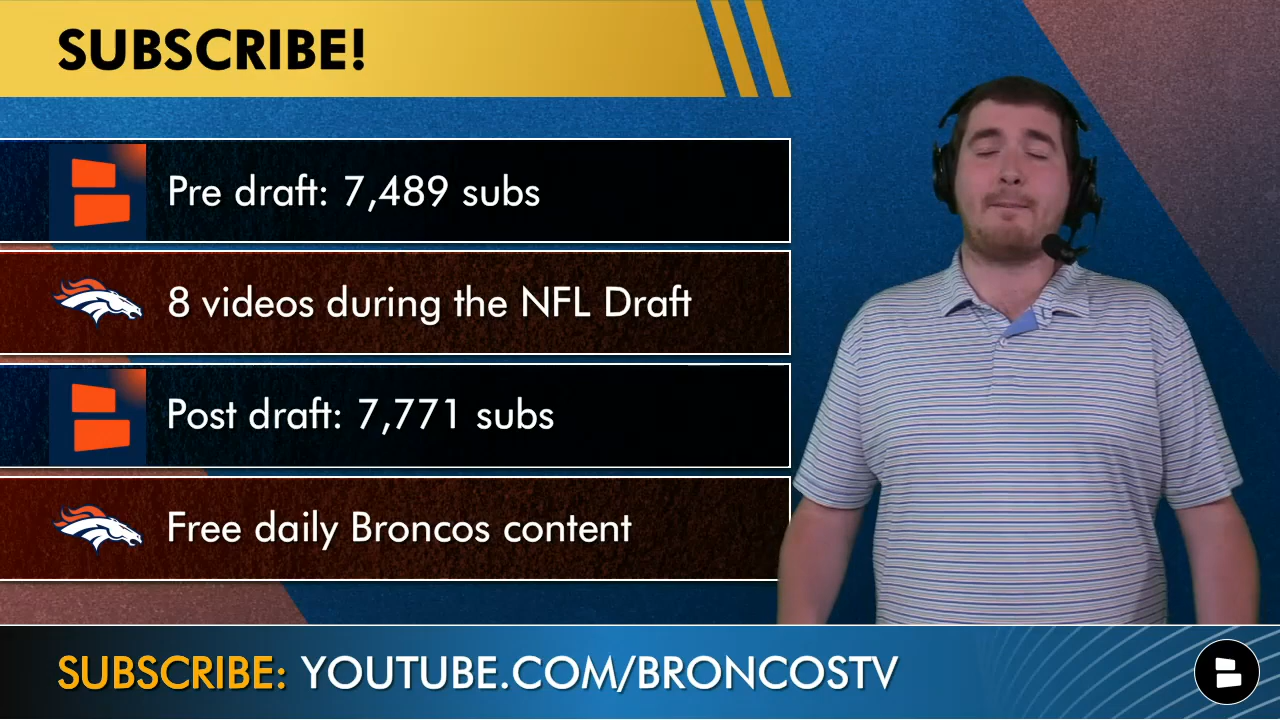 SUBSCRIBE!
Pre draft: 7,489 subs
8 videos during the NFL Draft
Post draft: 7,771 subs
Free daily Broncos content
SUBSCRIBE: YOUTUBE.COM/BRONCOSTV